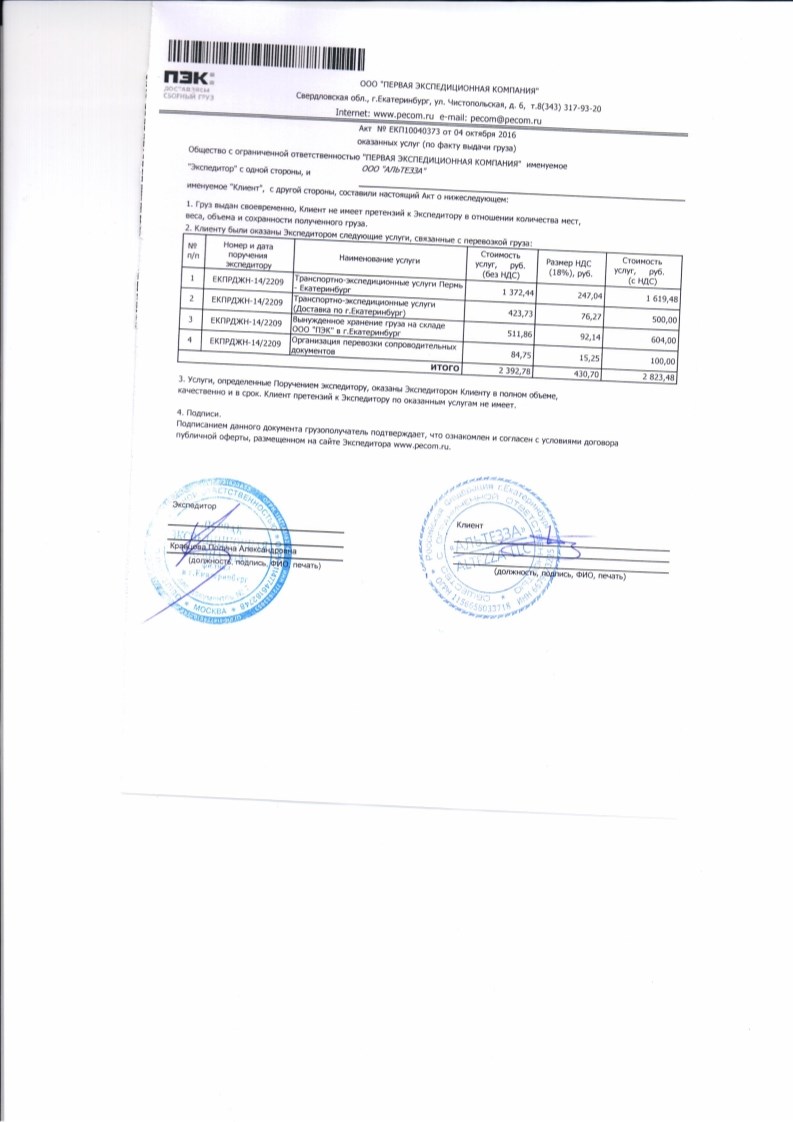 ПЭК:
ДОСТАВЛЯЕМ
СБОРНЫЙ ГРУЗ
ООО "ПЕРВАЯ ЭКСПЕДИЦИОННАЯ КОМПАНИЯ"
Свердловская обл., г.Екатеринбург, ул. Чистопольская, д. 6, т.8(343) 317-93-20
Internet: www.pecom.ru e-mail: pecom@pecom.ru
Акт № ЕКП10040373 от 04 октября 2016
оказанных услуг (по факту выдачи груза)
Общество с ограниченной ответственностью "ПЕРВАЯ ЭКСПЕДИЦИОННАЯ КОМПАНИЯ" именуемое
"Экспедитор" с одной стороны, и ООО "АЛЬТЕЗЗА"
именуемое "Клиент", с другой стороны, составили настоящий Акт о нижеследующем:
1. Груз выдан своевременно, Клиент не имеет претензий к Экспедитору в отношении количества мест,
веса, объема и сохранности полученного груза.
2. Клиенту были оказаны Экспедитором следующие услуги, связанные с перевозкой груза:
№ п/п Номер и дата поручения экспедитору Наименование услуги Стоимость услуг, руб. (без НДС) Размер НДС (18%), руб. Стоимость услуг, руб. (с НДС)
1 ЕКПРДЖН-14/2209 Транспортно-экспедиционные услуги Пермь - Екатеринбург 1 372,44 247,04 1 619,48
2 ЕКПРДЖН-14/2209 Транспортно-экспедиционные услуги (Доставка по г.Екатеринбург) 423,73 76,27 500,00
3 ЕКПРДЖН-14/2209 Вынужденное хранение груза на складе ООО "ПЭК" в г.Екатеринбург 511,86 92,14 604,00
4 ЕКПРДЖН-14/2209 Организация перевозки сопроводительных документов 84,75 15,25 100,00
ИТОГО 2 392,78 430,70 2 823,48
3. Услуги, определенные Поручением экспедитору, оказаны Экспедитором Клиенту в полном объеме,
качественно и в срок. Клиент претензий к Экспедитору по оказанным услугам не имеет.
4. Подписи.
Подписанием данного документа грузополучатель подтверждает, что ознакомлен и согласен с условиями договора
публичной оферты, размещенном на сайте Экспедитора www.pecom.ru.
Экспедитор
Кравцева Полина Александровна
(должность, подпись, ФИО, печать)
г.Екатеринбург
МОСКВА
Клиент
(должность, подпись, ФИО, печать)
Российская Федерация г.Екатеринбург
"АЛЬТЕЗЗА"